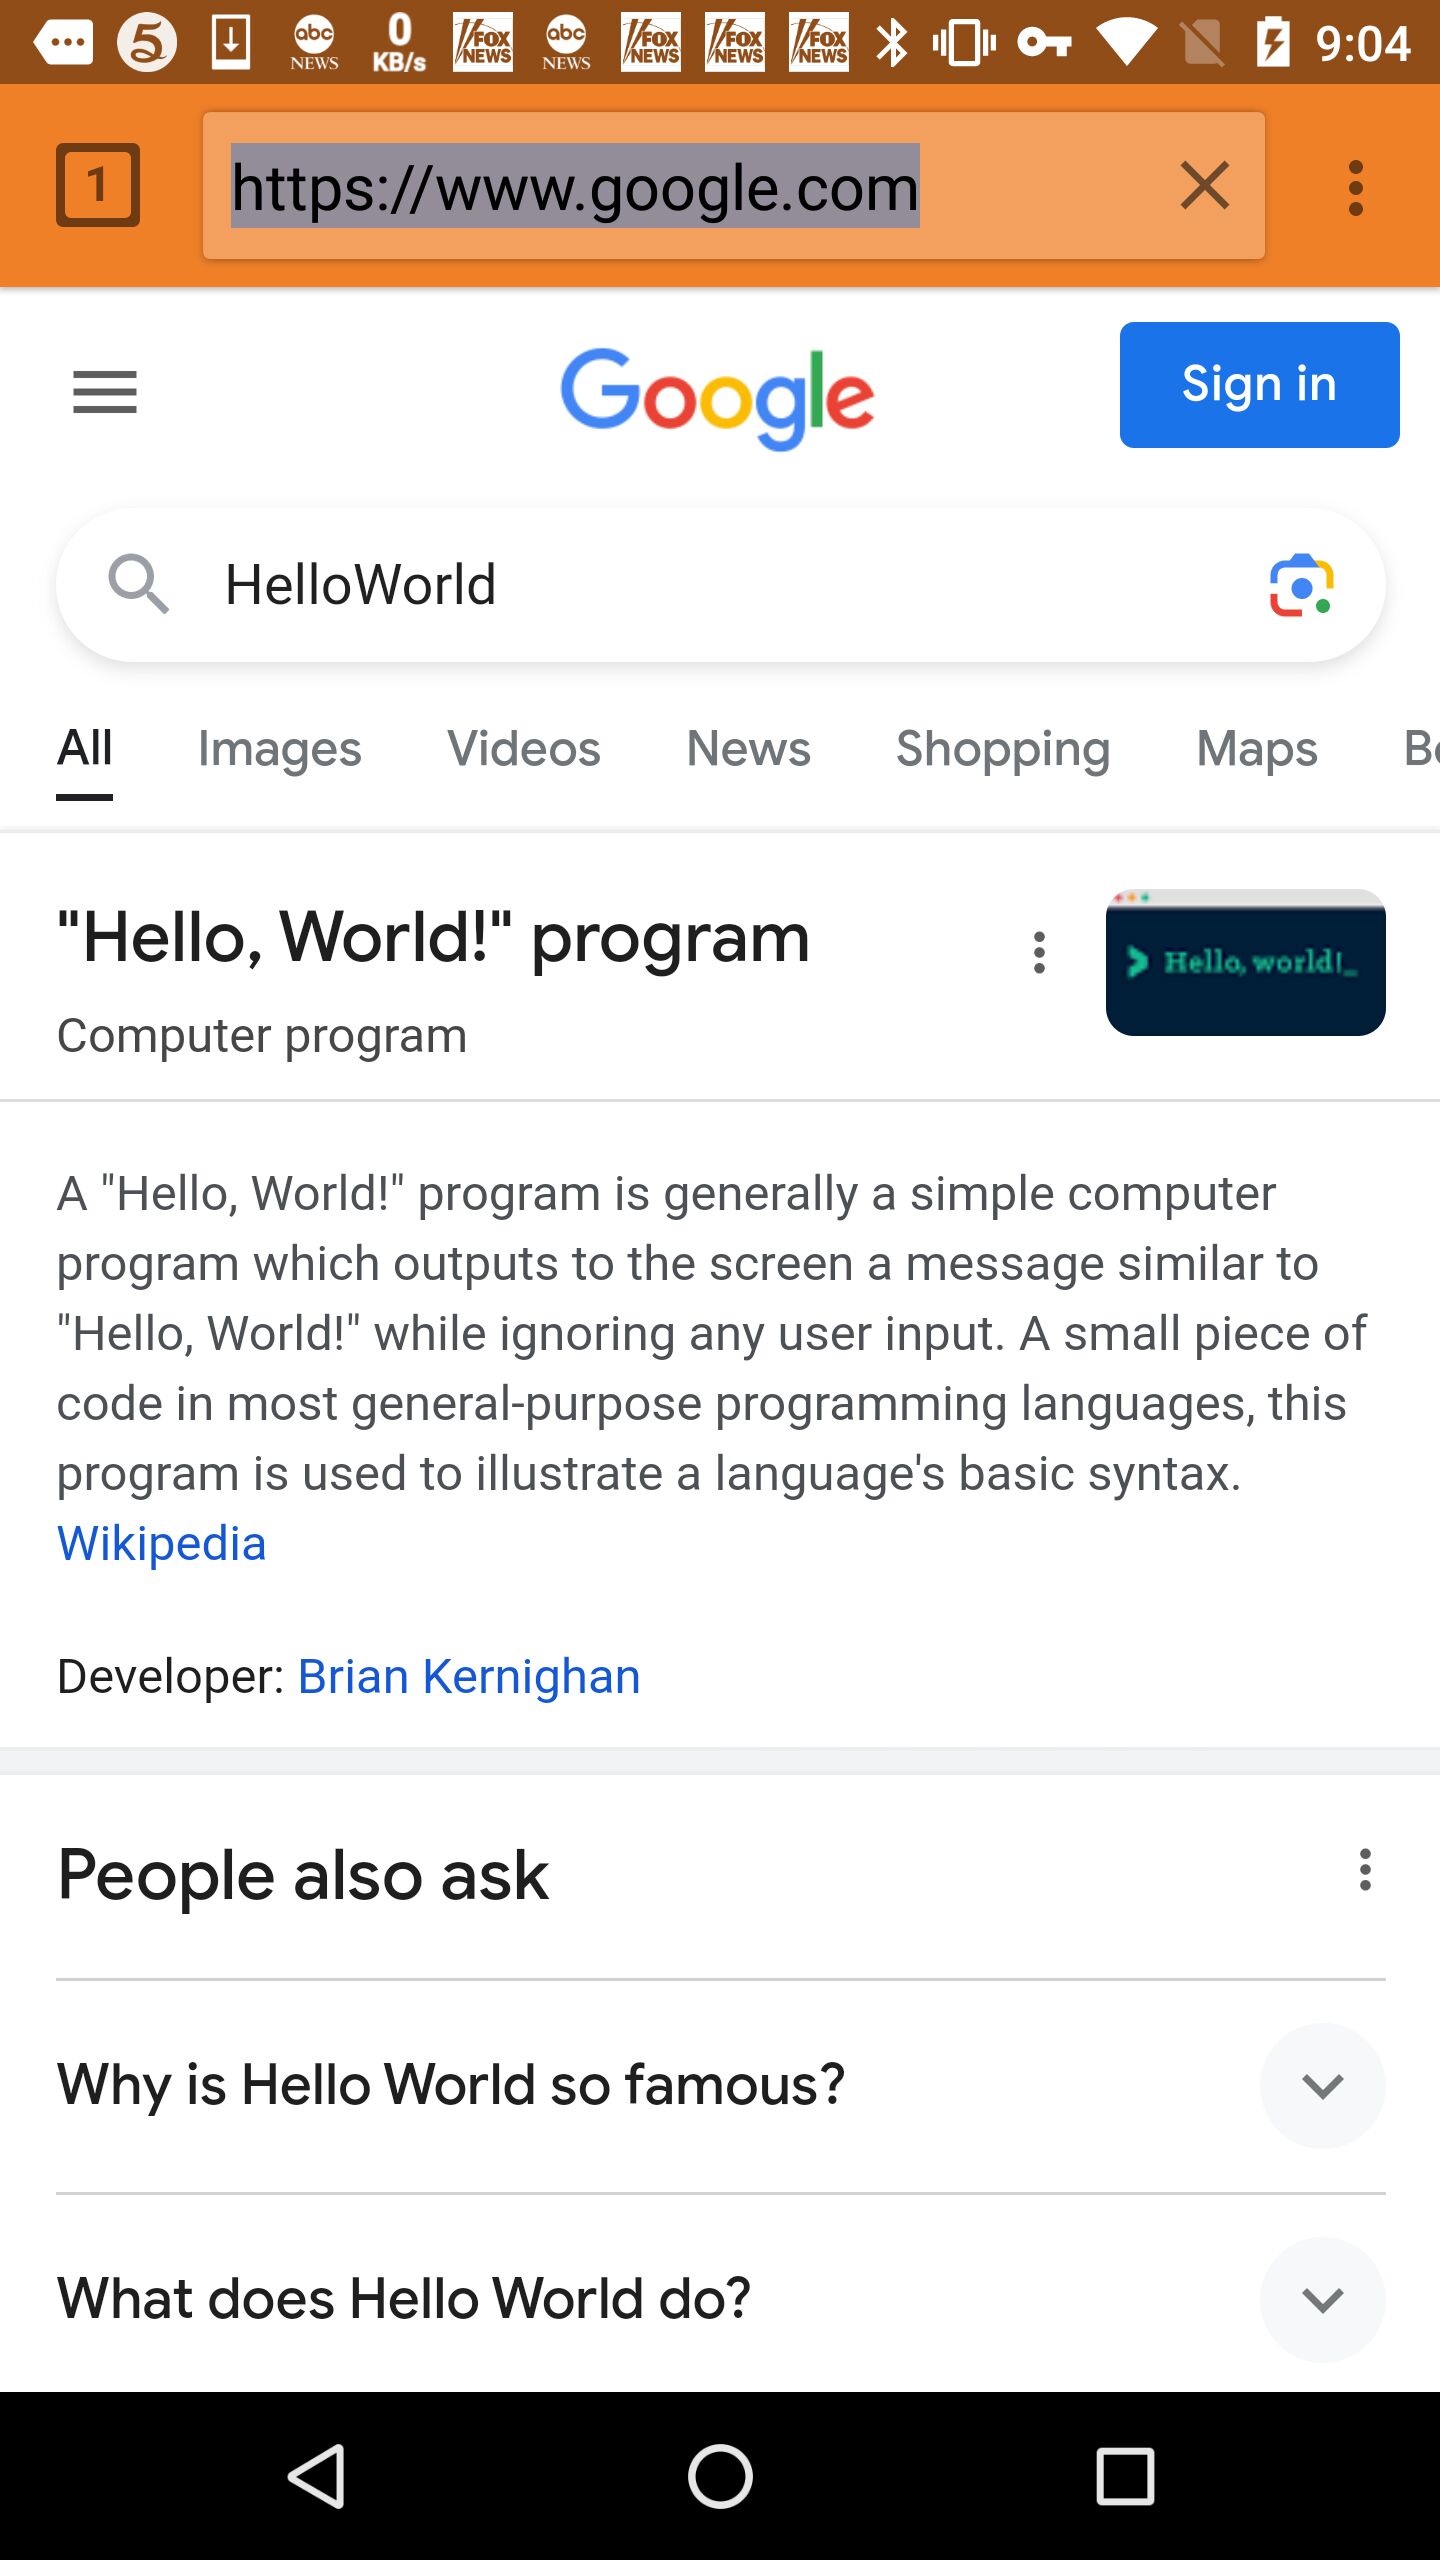 5 abc NEWS 0 KB/s FOX NEWS abc NEWS FOX NEWS FOX NEWS FOX NEWS 9:04
1 https://www.google.com
Google Sign in
HelloWorld
All Images Videos News Shopping Maps
"Hello, World!" program
Hello, world!_
Computer program
A "Hello, World!" program is generally a simple computer
program which outputs to the screen a message similar to
"Hello, World!" while ignoring any user input. A small piece of
code in most general-purpose programming languages, this
program is used to illustrate a language's basic syntax.
Wikipedia
Developer: Brian Kernighan
People also ask
Why is Hello World so famous?
What does Hello World do?